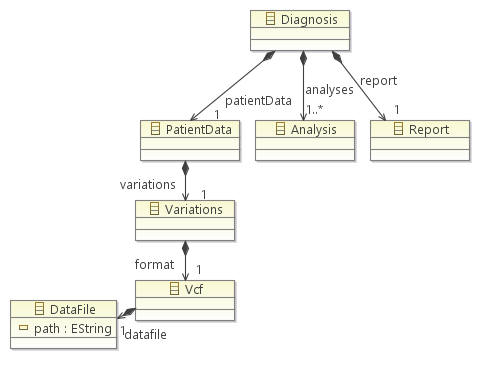 Diagnosis
report
analyses
patientData
1
1..*
1
PatientData
Analysis
Report
variations
1
Variations
format
1
Vcf
DataFile
path : EString
1
datafile